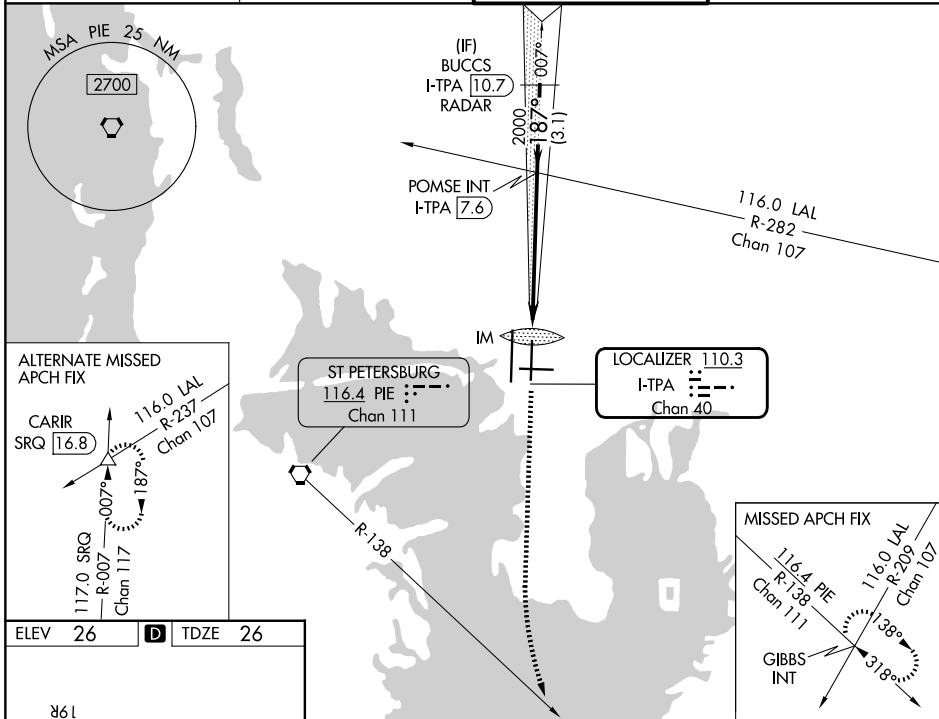 MSA PIE 25 NM
2700
(IF)
BUCCS
I-TPA 10.7
RADAR
007°
2000
187°
(3.1)
POMSE INT
I-TPA 7.6
116.0 LAL
R-282
Chan 107
IM
ST PETERSBURG
116.4 PIE
Chan 111
LOCALIZER 110.3
I-TPA
Chan 40
R-138
ALTERNATE MISSED
APCH FIX
CARIR
SRQ 16.8
116.0 LAL
R-237
Chan 107
007°
187°
117.0 SRQ
R-007
Chan 117
MISSED APCH FIX
116.4 PIE
R-138
Chan 111
116.0 LAL
R-209
Chan 107
138°
318°
GIBBS
INT
ELEV 26 D TDZE 26
19R